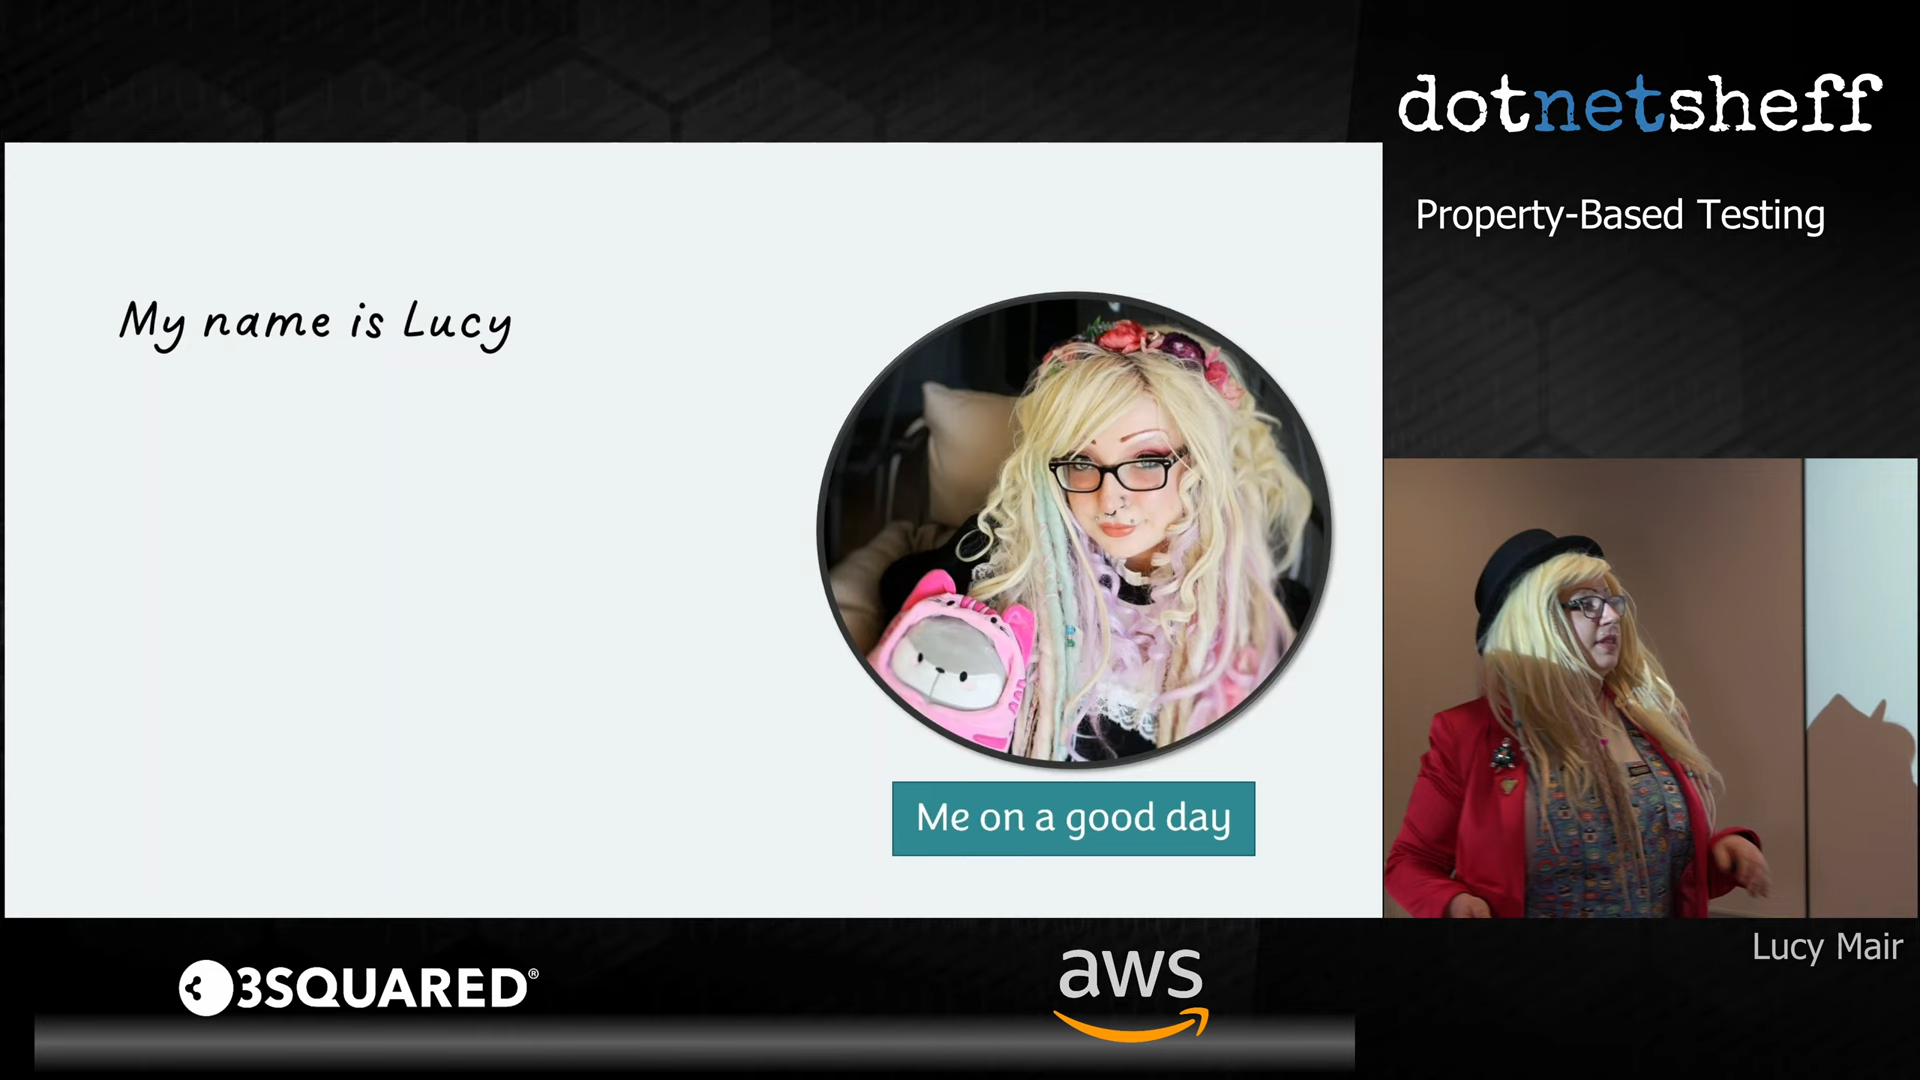 dotnetsheff
Property-Based Testing
My name is Lucy
Me on a good day
Lucy Mair
3SQUARED®
aws